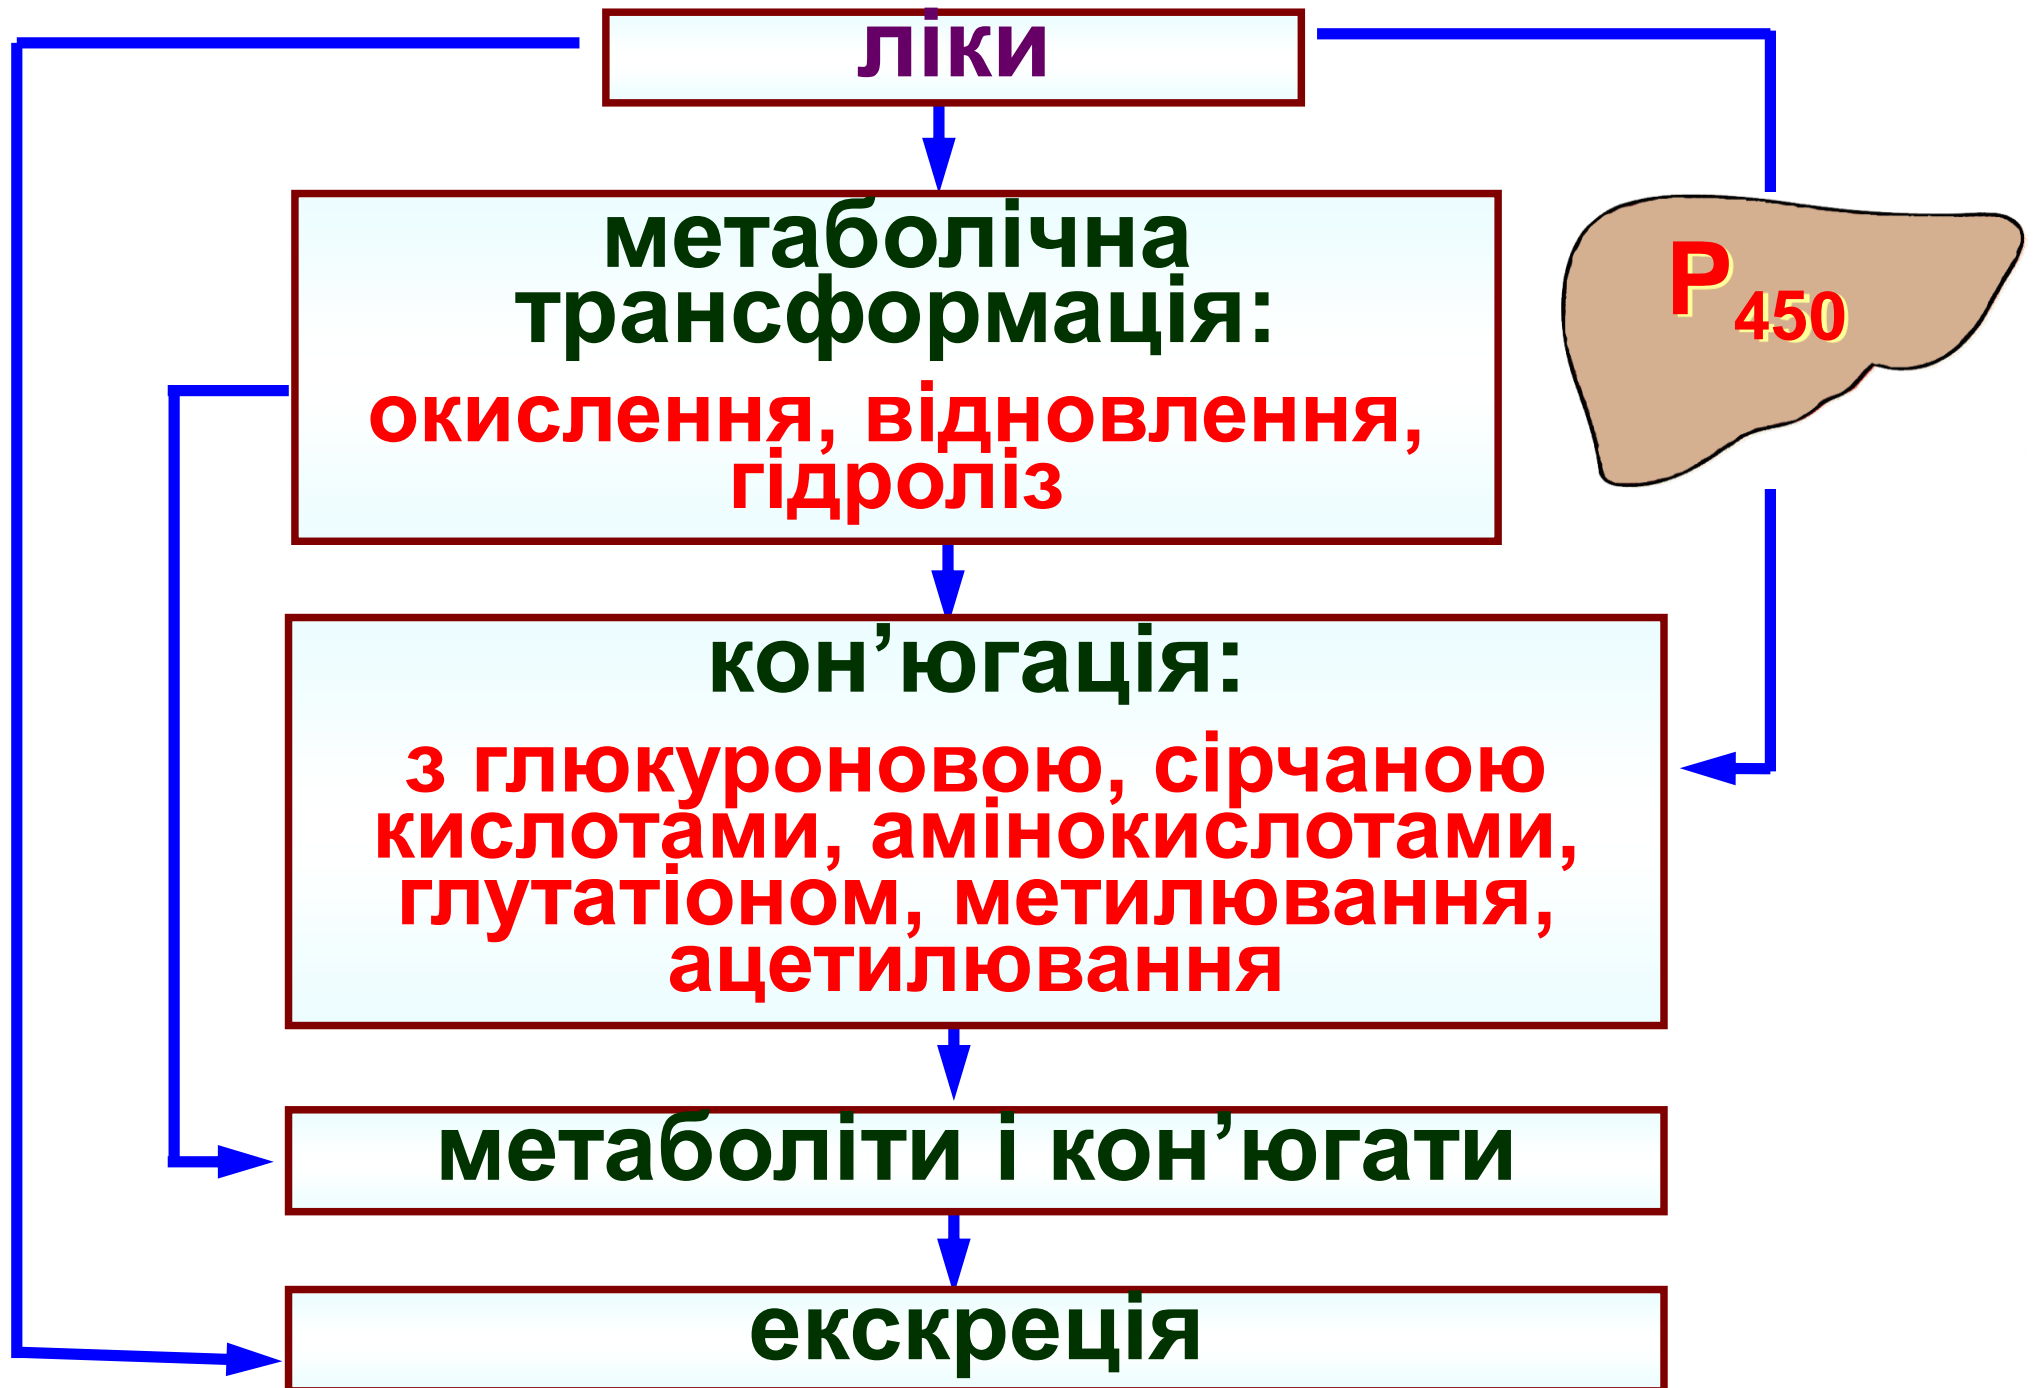 ліки
метаболічна
трансформація:
окислення, відновлення,
гідроліз
P450
кон’югація:
з глюкуроновою, сірчаною
кислотами, амінокислотами,
глутатіоном, метилювання,
ацетилювання
метаболіти і кон’югати
екскреція